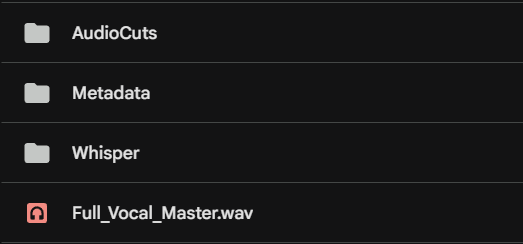 AudioCuts
Metadata
Whisper
Full_Vocal_Master.wav